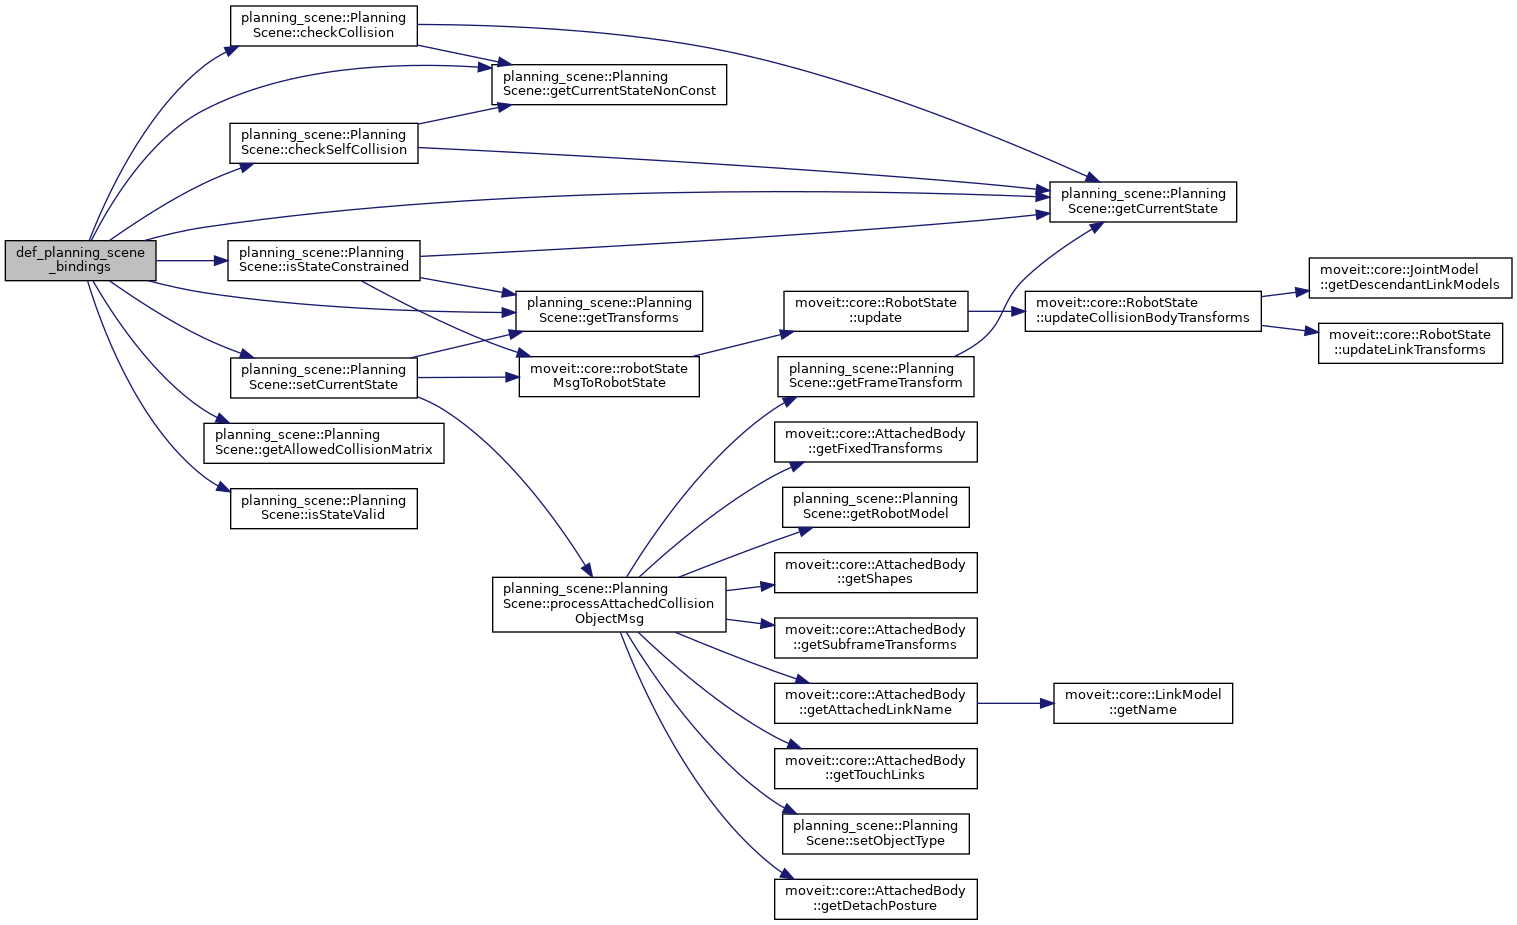 planning_scene::Planning
Scene::checkCollision
planning_scene::Planning
Scene::getCurrentStateNonConst
planning_scene::Planning
Scene::checkSelfCollision
planning_scene::Planning
Scene::getCurrentState
def_planning_scene
_bindings
planning_scene::Planning
Scene::isStateConstrained
moveit::core::JointModel
::getDescendantLinkModels
planning_scene::Planning
Scene::getTransforms
moveit::core::RobotState
::update
moveit::core::RobotState
::updateCollisionBodyTransforms
moveit::core::RobotState
::updateLinkTransforms
planning_scene::Planning
Scene::setCurrentState
moveit::core::robotState
MsgToRobotState
planning_scene::Planning
Scene::getFrameTransform
planning_scene::Planning
Scene::getAllowedCollisionMatrix
moveit::core::AttachedBody
::getFixedTransforms
planning_scene::Planning
Scene::isStateValid
planning_scene::Planning
Scene::getRobotModel
moveit::core::AttachedBody
::getShapes
planning_scene::Planning
Scene::processAttachedCollision
ObjectMsg
moveit::core::AttachedBody
::getSubframeTransforms
moveit::core::AttachedBody
::getAttachedLinkName
moveit::core::LinkModel
::getName
moveit::core::AttachedBody
::getTouchLinks
planning_scene::Planning
Scene::setObjectType
moveit::core::AttachedBody
::getDetachPosture